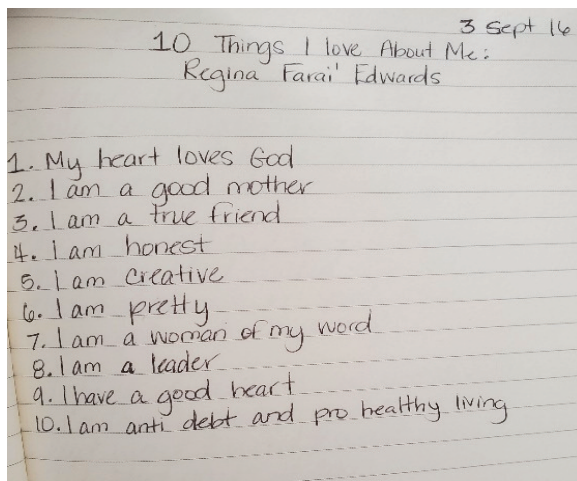 3 Sept 16
10 Things I love About Me:
Regina Farai' Edwards
1. My heart loves God
2. I am a good mother
3. I am a true friend
4. I am honest
5. I am creative
6. I am pretty
7. I am a woman of my word
8. I am a leader
9. I have a good heart
10. I am anti debt and pro healthy living